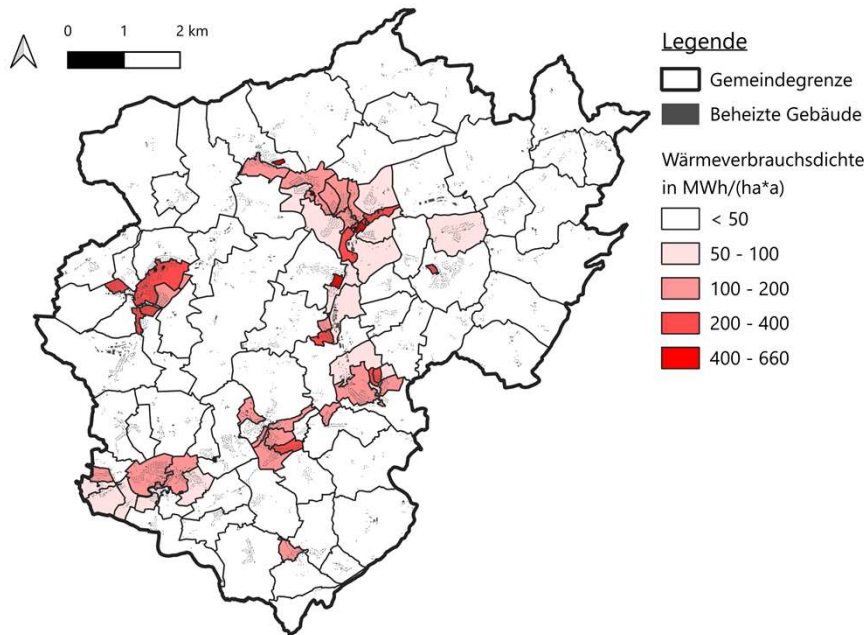 0 1 2 km
Legende
Gemeindegrenze
Beheizte Gebäude
Wärmeverbrauchsdichte
in MWh/(ha*a)
< 50
50 - 100
100 - 200
200 - 400
400 - 660